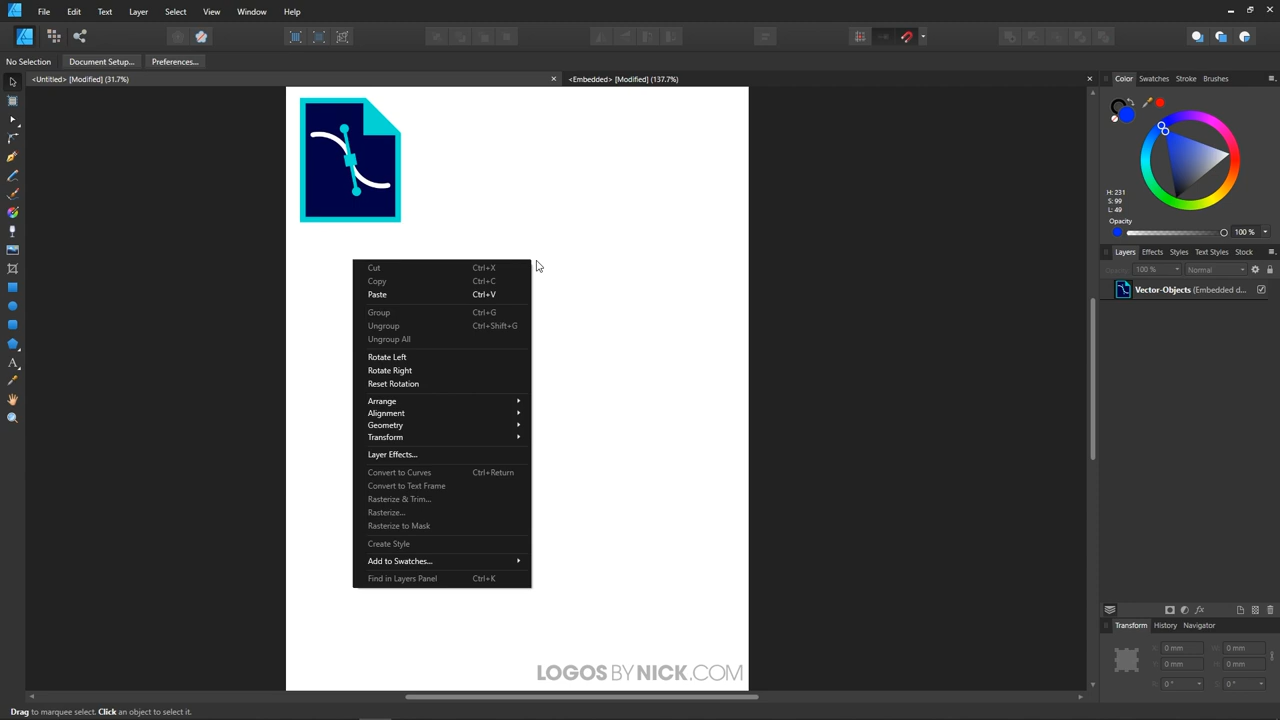 File Edit Text Layer Select View Window Help
No Selection Document Setup... Preferences...
<Untitled> [Modified] (31.7%)
<Embedded> [Modified] (137.7%)
Color Swatches Stroke Brushes
H: 231
S: 99
L: 49
Opacity
100 %
Layers Effects Styles Text Styles Stock
Opacity: 100 % Normal
Vector-Objects (Embedded d...
Cut Ctrl+X
Copy Ctrl+C
Paste Ctrl+V
Group Ctrl+G
Ungroup Ctrl+Shift+G
Ungroup All
Rotate Left
Rotate Right
Reset Rotation
Arrange
Alignment
Geometry
Transform
Layer Effects...
Convert to Curves Ctrl+Return
Convert to Text Frame
Rasterize & Trim...
Rasterize...
Rasterize to Mask
Create Style
Add to Swatches...
Find in Layers Panel Ctrl+K
Transform History Navigator
X: 0 mm W: 0 mm
Y: 0 mm H: 0 mm
R: 0 ° S: 0 °
LOGOS BY NICK.COM
Drag to marquee select. Click an object to select it.